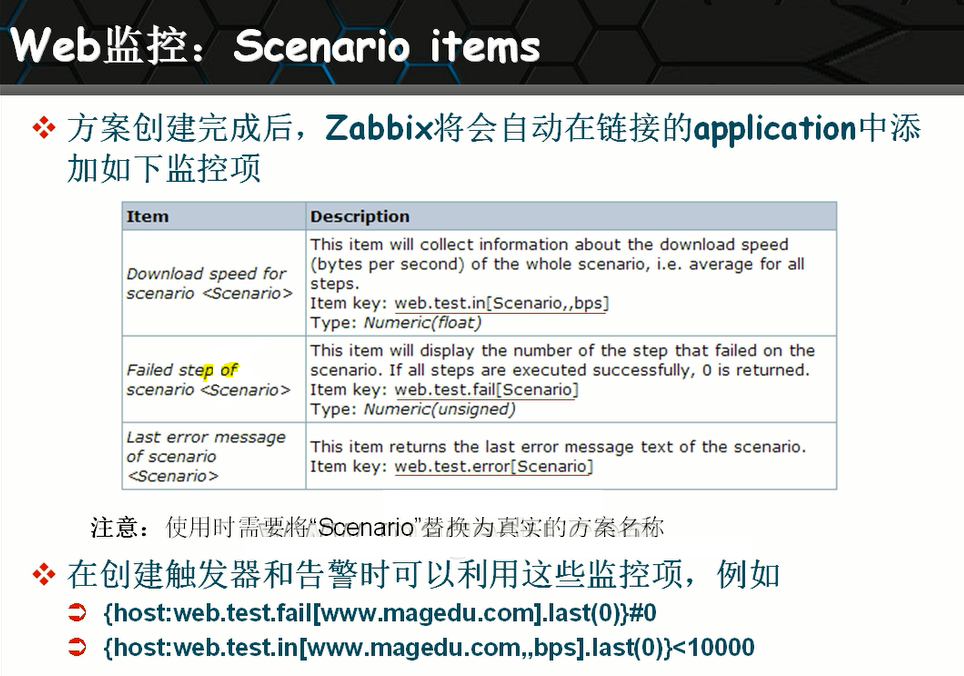 Web监控：Scenario items
方案创建完成后，Zabbix将会自动在链接的application中添
加如下监控项
Item
Description
Download speed for
scenario <Scenario>
This item will collect information about the download speed
(bytes per second) of the whole scenario, i.e. average for all
steps.
Item key: web.test.in[Scenario,,bps]
Type: Numeric(float)
Failed step of
scenario <Scenario>
This item will display the number of the step that failed on the
scenario. If all steps are executed successfully, 0 is returned.
Item key: web.test.fail[Scenario]
Type: Numeric(unsigned)
Last error message
of scenario
<Scenario>
This item returns the last error message text of the scenario.
Item key: web.test.error[Scenario]
注意：使用时需要将“Scenario”替换为真实的方案名称
在创建触发器和告警时可以利用这些监控项，例如
{host:web.test.fail[www.magedu.com].last(0)}#0
{host:web.test.in[www.magedu.com,,bps].last(0)}<10000